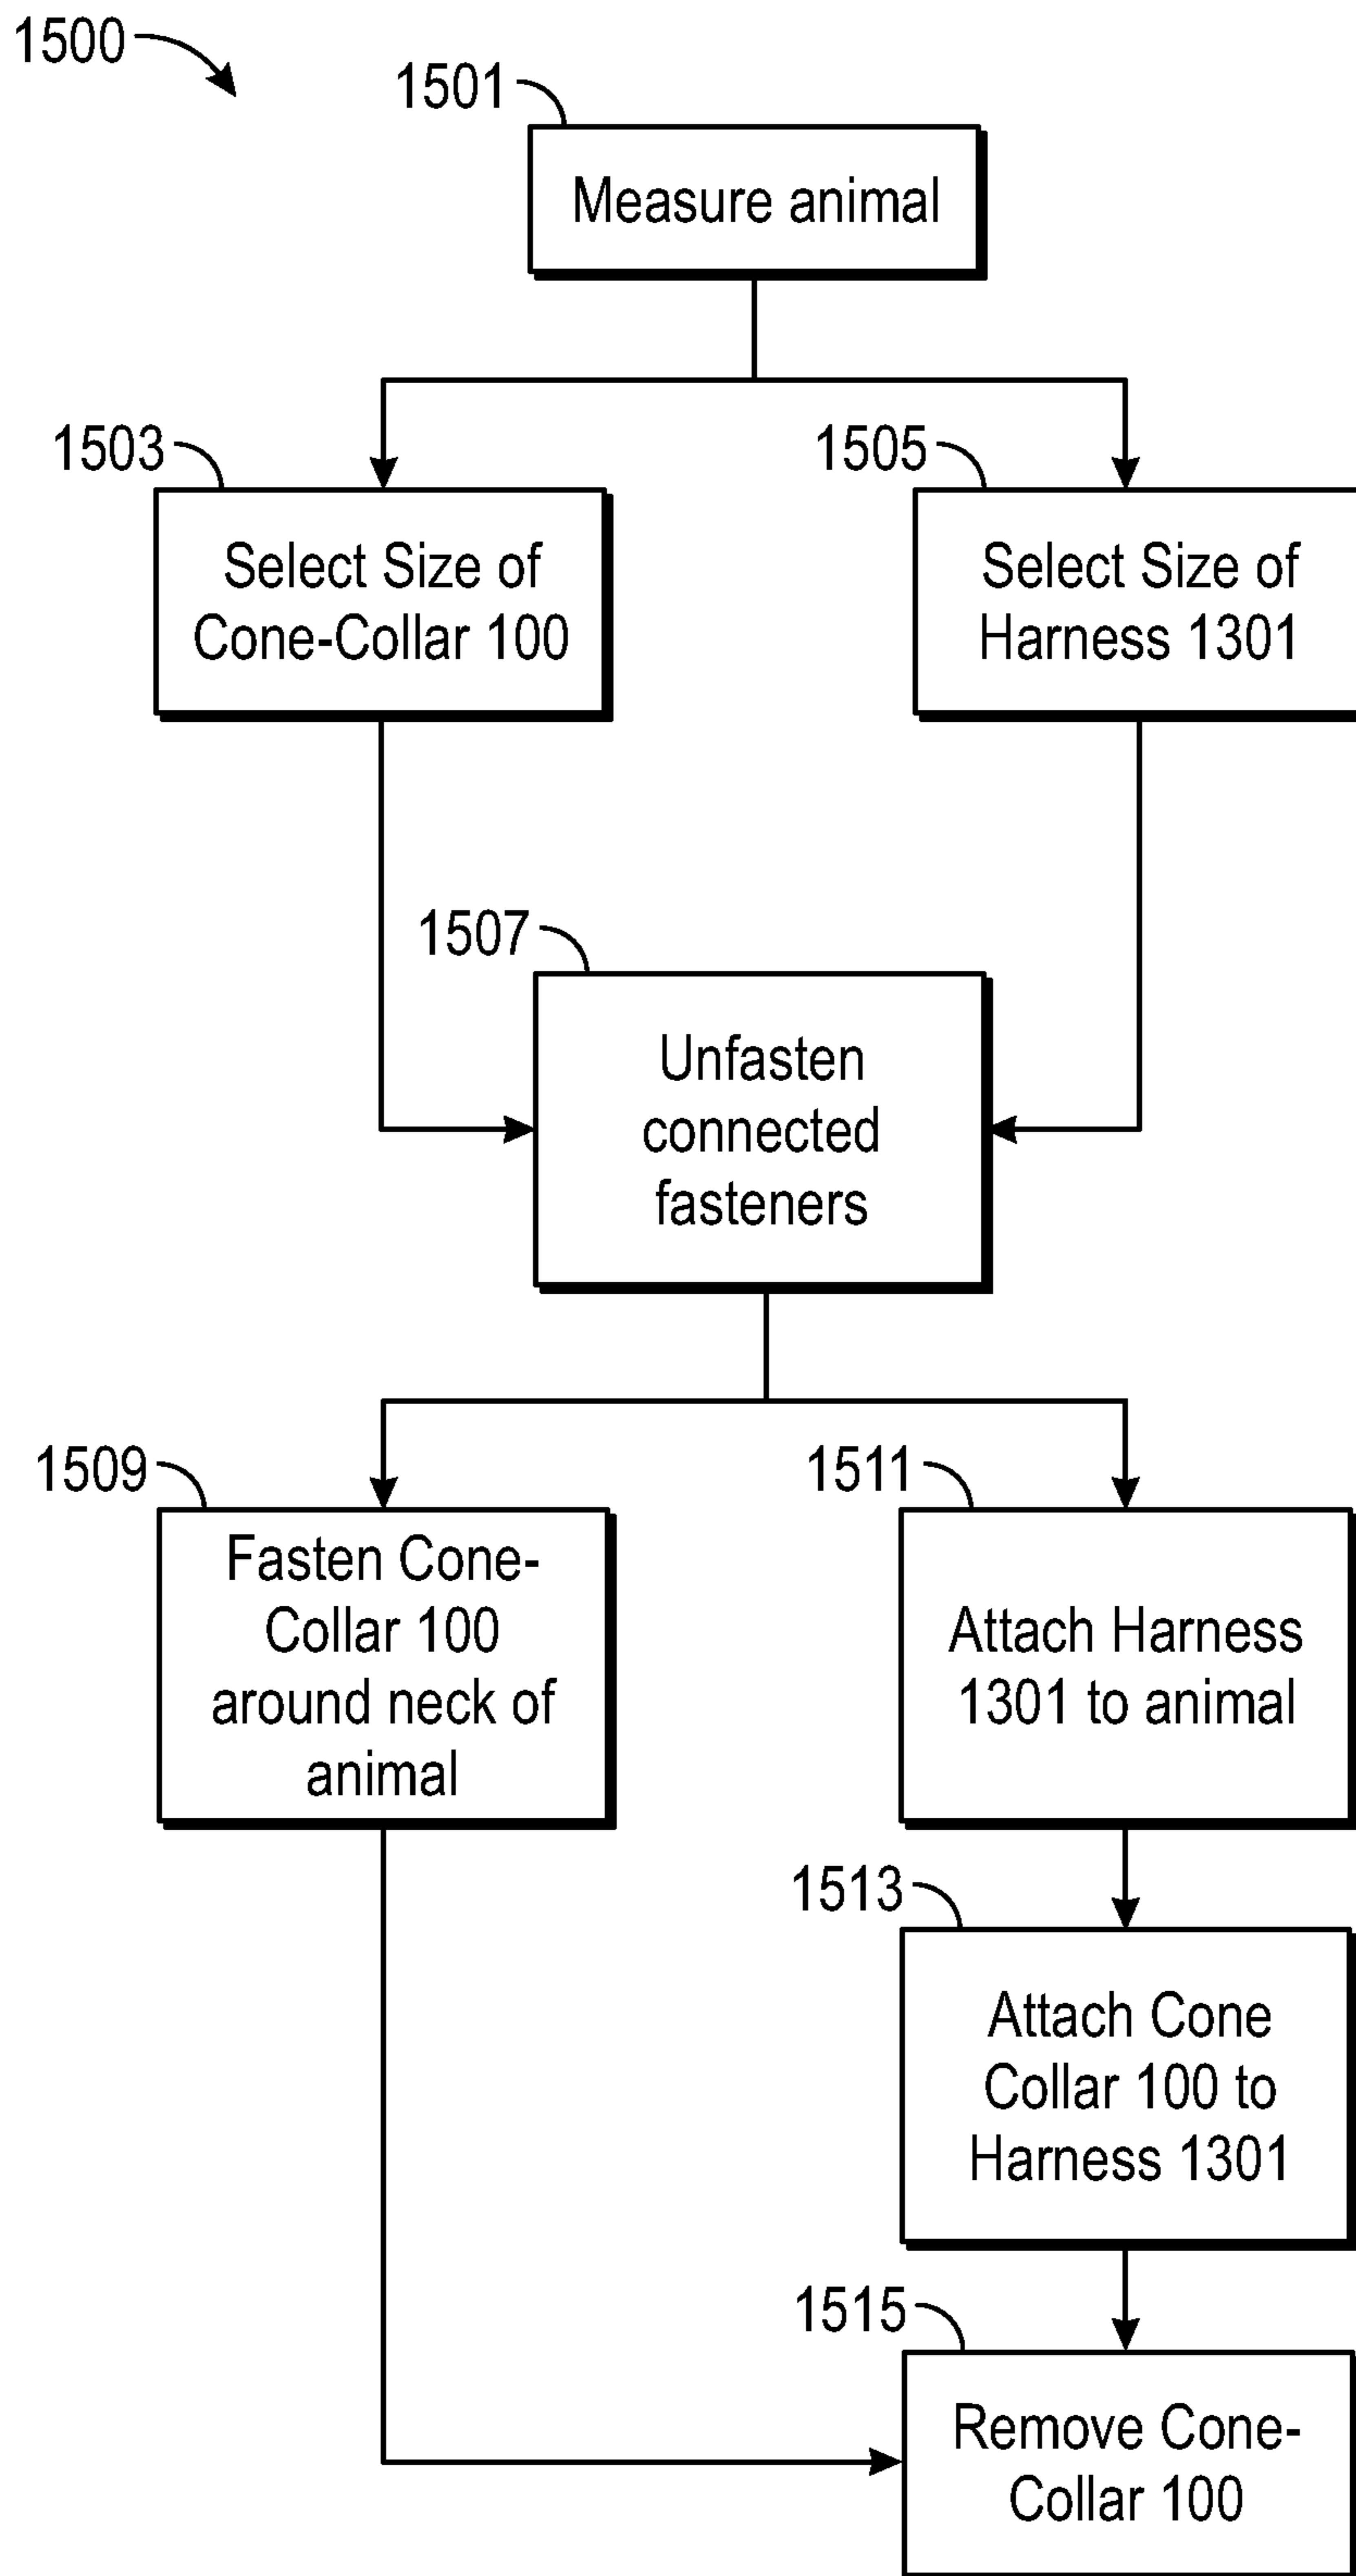 1500
1501
Measure animal
1503
1505
Select Size of
Cone-Collar 100
Select Size of
Harness 1301
1507
Unfasten
connected
fasteners
1509
1511
Fasten Cone-
Collar 100
around neck of
animal
Attach Harness
1301 to animal
1513
Attach Cone
Collar 100 to
Harness 1301
1515
Remove Cone-
Collar 100